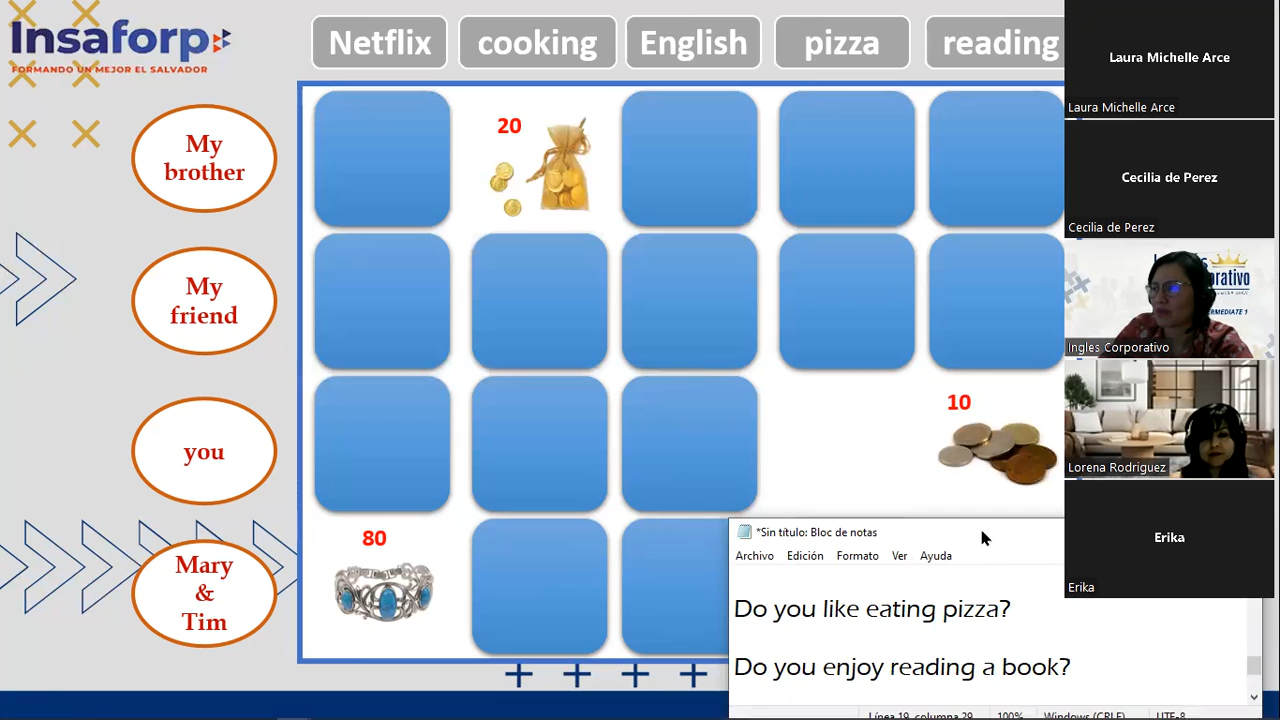 Insaforp
FORMANDO UN MEJOR EL SALVADOR
Netflix
cooking
English
pizza
reading
My
brother
20
My
friend
you
10
Mary
&
Tim
80
*Sin título: Bloc de notas
Archivo
Edición
Formato
Ver
Ayuda
Do you like eating pizza?
Do you enjoy reading a book?
Línea 19, columna 29
100%
Windows (CRLF)
UTF-8
Laura Michelle Arce
Laura Michelle Arce
Cecilia de Perez
Cecilia de Perez
Ingles Corporativo
Lorena Rodriguez
Erika
Erika